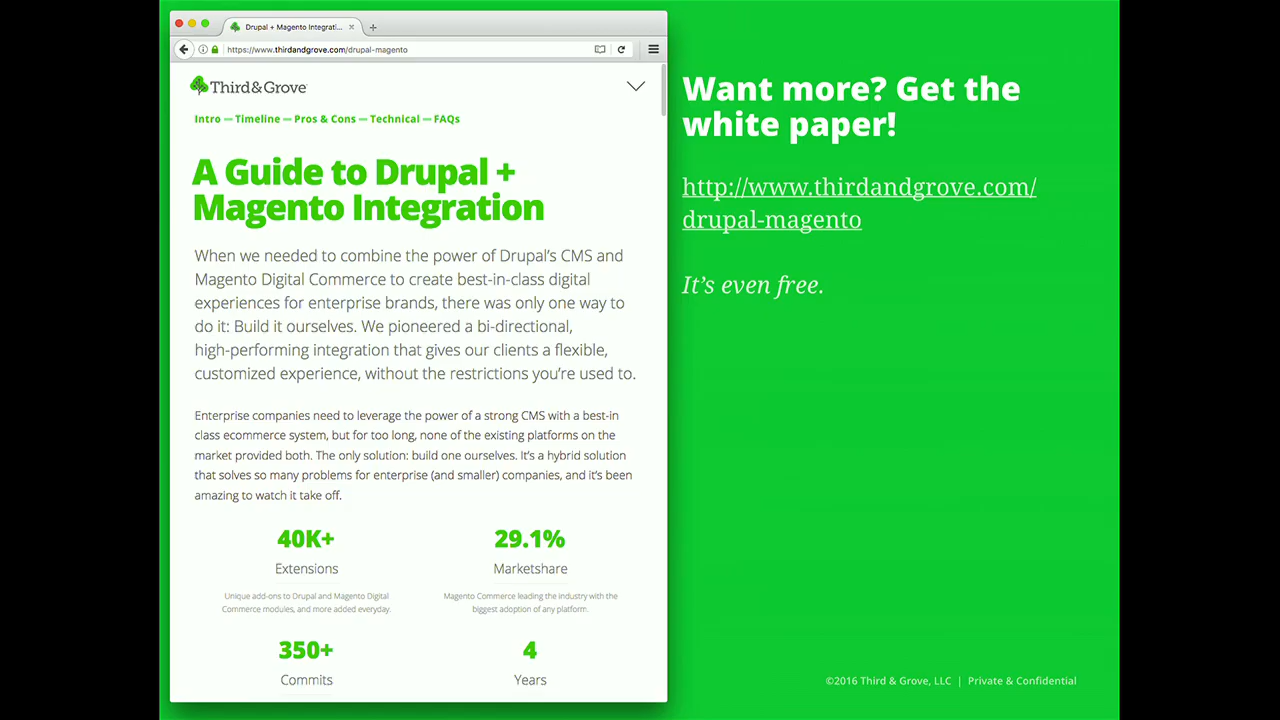 Drupal + Magento Integrati...
https://www.thirdandgrove.com/drupal-magento
Third&Grove
Intro — Timeline — Pros & Cons — Technical — FAQs
A Guide to Drupal +
Magento Integration
When we needed to combine the power of Drupal's CMS and
Magento Digital Commerce to create best-in-class digital
experiences for enterprise brands, there was only one way to
do it: Build it ourselves. We pioneered a bi-directional,
high-performing integration that gives our clients a flexible,
customized experience, without the restrictions you're used to.
Enterprise companies need to leverage the power of a strong CMS with a best-in
class ecommerce system, but for too long, none of the existing platforms on the
market provided both. The only solution: build one ourselves. It's a hybrid solution
that solves so many problems for enterprise (and smaller) companies, and it's been
amazing to watch it take off.
40K+
Extensions
Unique add-ons to Drupal and Magento Digital
Commerce modules, and more added everyday.
29.1%
Marketshare
Magento Commerce leading the industry with the
biggest adoption of any platform.
350+
Commits
4
Years
Want more? Get the
white paper!
http://www.thirdandgrove.com/
drupal-magento
It's even free.
©2016 Third & Grove, LLC | Private & Confidential